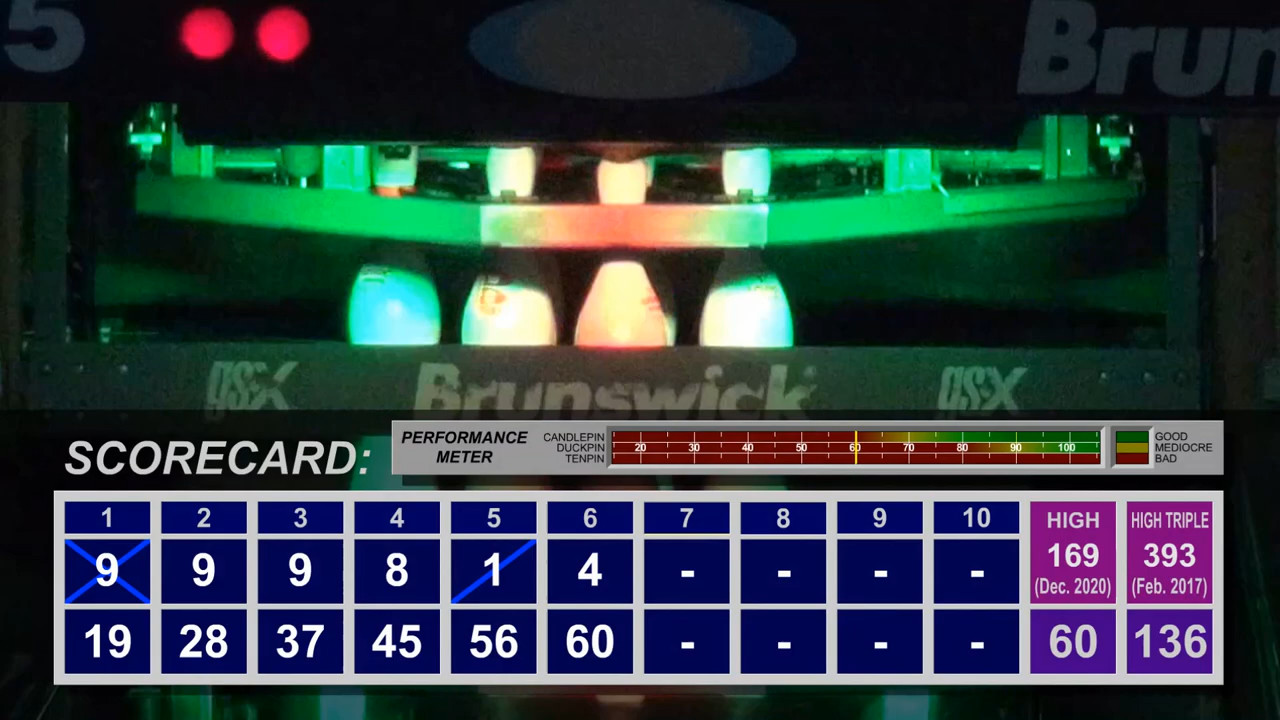 5
Brun
gsx Brunswick gsx
SCORECARD:
PERFORMANCE
METER
CANDLEPIN
DUCKPIN
TENPIN
20 30 40 50 60 70 80 90 100
GOOD
MEDIOCRE
BAD
1 2 3 4 5 6 7 8 9 10 HIGH HIGH TRIPLE
9 9 9 8 1 4 - - - - 169 393
(Dec. 2020) (Feb. 2017)
19 28 37 45 56 60 - - - - 60 136